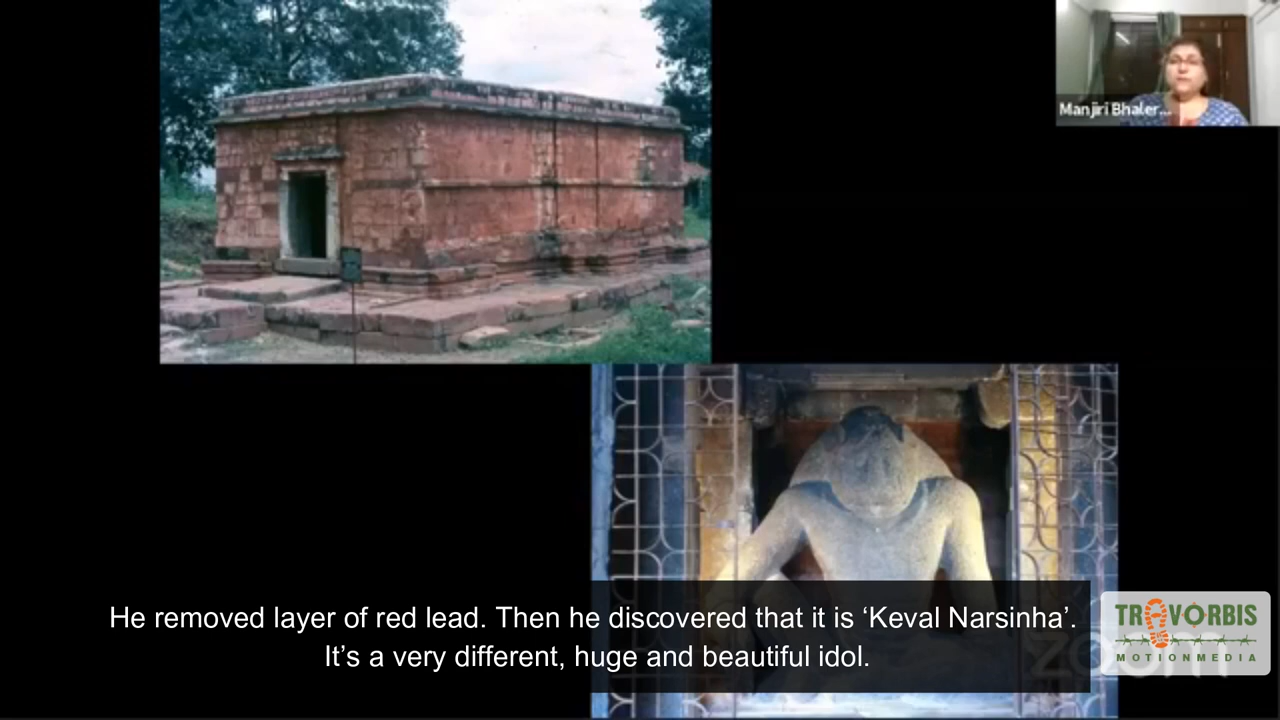 Manjiri Bhaler...
He removed layer of red lead. Then he discovered that it is ‘Keval Narsinha’.
It’s a very different, huge and beautiful idol.
zoom
TRAVORBIS
MOTIONMEDIA